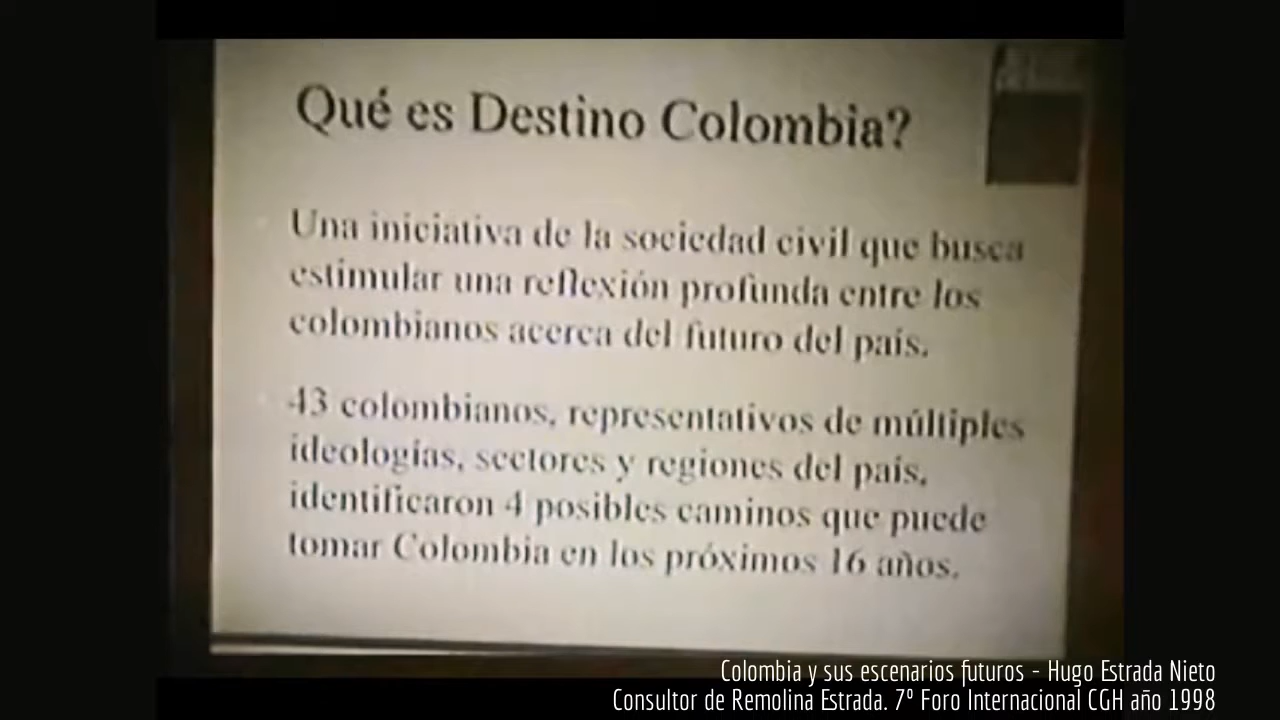 Qué es Destino Colombia?
Una iniciativa de la sociedad civil que busca
estimular una reflexión profunda entre los
colombianos acerca del futuro del país.
43 colombianos, representativos de múltiples
ideologías, sectores y regiones del país,
identificaron 4 posibles caminos que puede
tomar Colombia en los próximos 16 años.
Colombia y sus escenarios futuros - Hugo Estrada Nieto
Consultor de Remolina Estrada. 7º Foro Internacional CGH año 1998